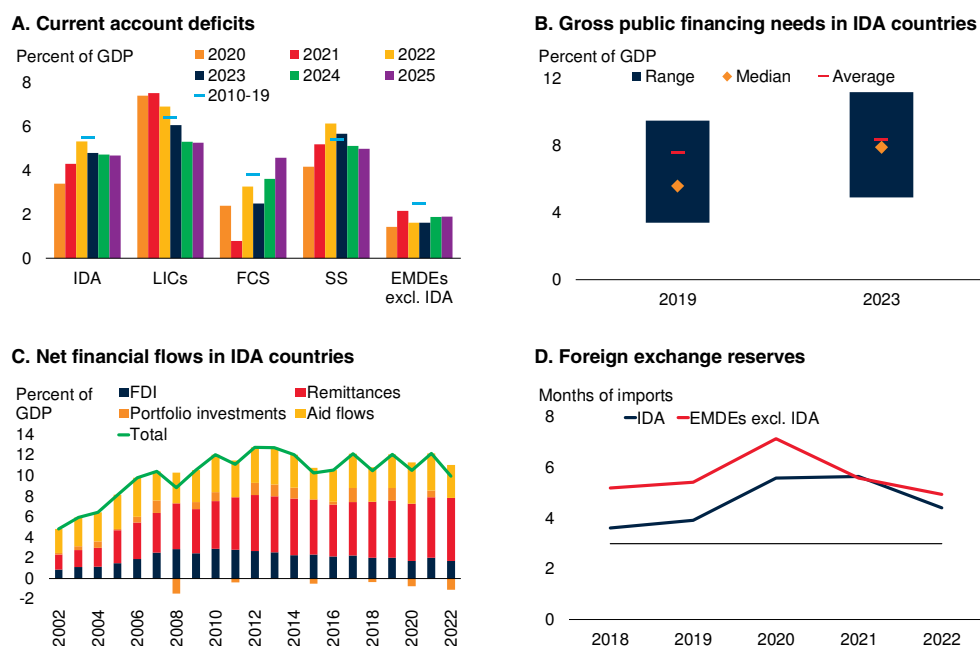 A. Current account deficits
Percent of GDP
2020 2021 2022
2023 2024 2025
2010-19
8
6
4
2
0
IDA LICs FCS SS EMDEs
excl. IDA
B. Gross public financing needs in IDA countries
Percent of GDP
12
Range Median Average
8
4
0
2019 2023
C. Net financial flows in IDA countries
Percent of
GDP
FDI Remittances
Portfolio investments Aid flows
Total
14
12
10
8
6
4
2
0
-2
2002 2004 2006 2008 2010 2012 2014 2016 2018 2020 2022
D. Foreign exchange reserves
Months of imports
8
IDA EMDEs excl. IDA
6
4
2
0
2018 2019 2020 2021 2022